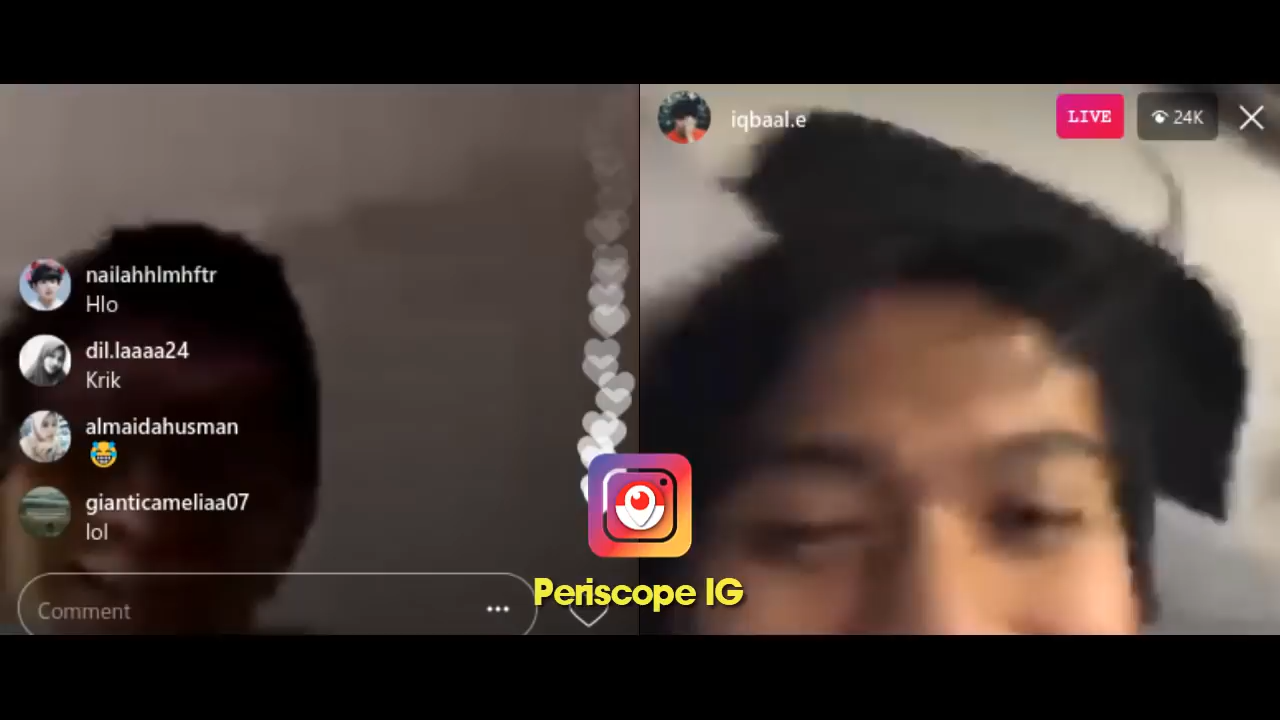 iqbaal.e
LIVE
24K
nailahhlmhftr
Hlo
dil.laaaa24
Krik
almaidahusman
😂
gianticameliaa07
lol
Comment
Periscope IG